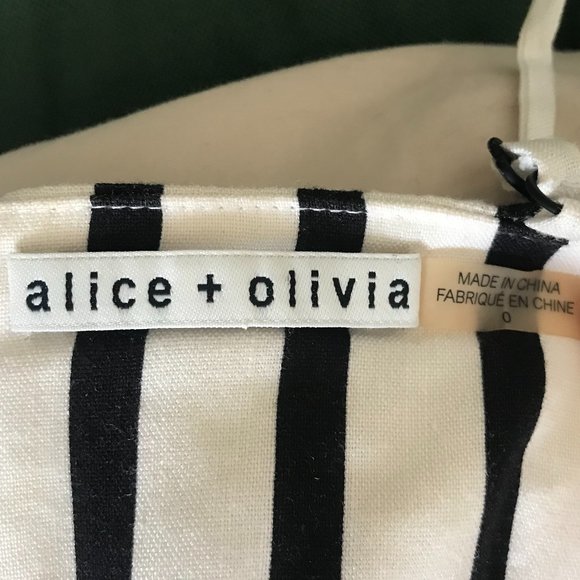 alice + olivia
MADE IN CHINA
FABRIQUÉ EN CHINE
0